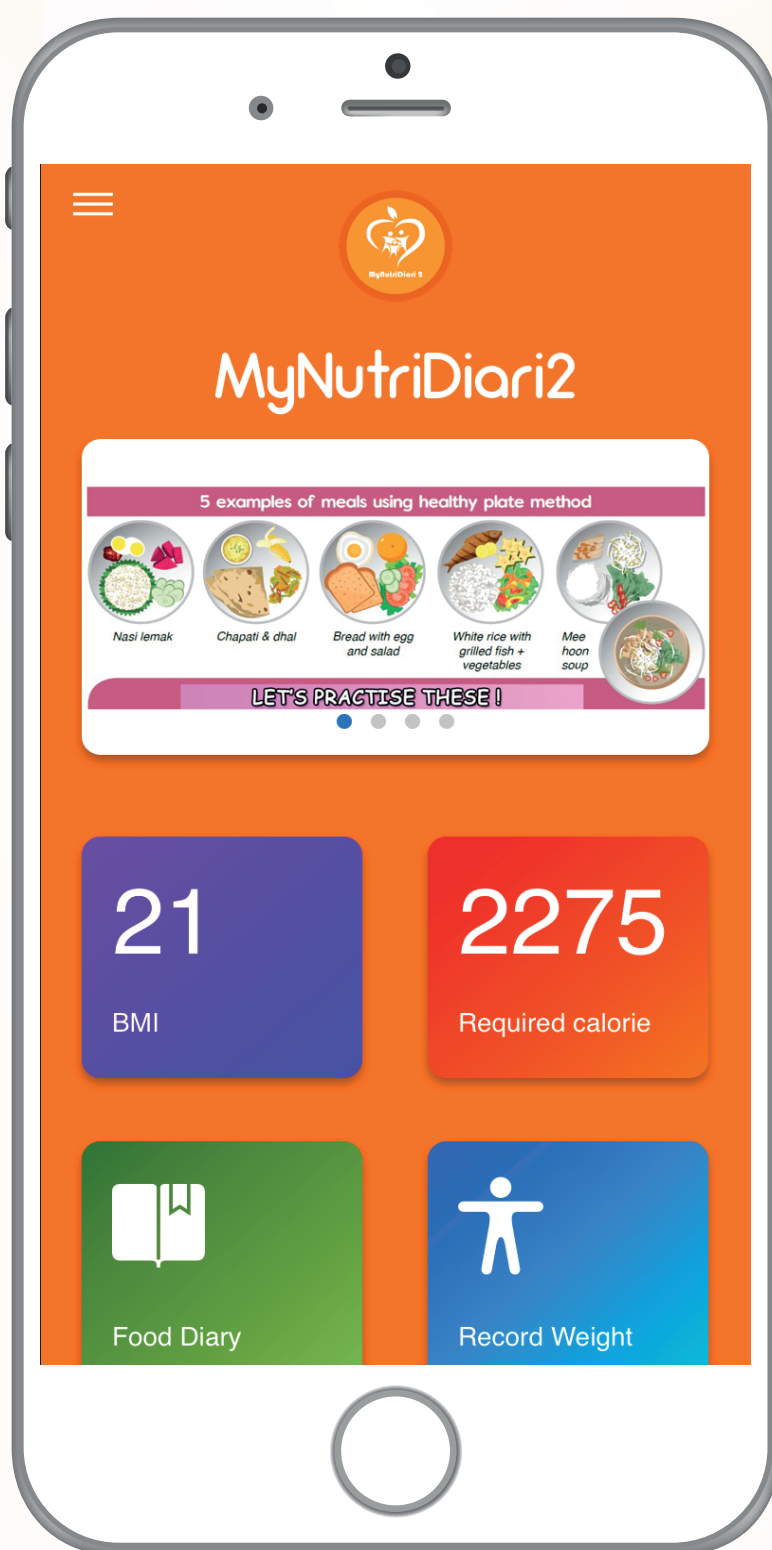 MyNutriDiari 2
MyNutriDiari2
5 examples of meals using healthy plate method
Nasi lemak
Chapati & dhal
Bread with egg
and salad
White rice with
grilled fish +
vegetables
Mee
hoon
soup
LET'S PRACTISE THESE !
21
BMI
2275
Required calorie
Food Diary
Record Weight